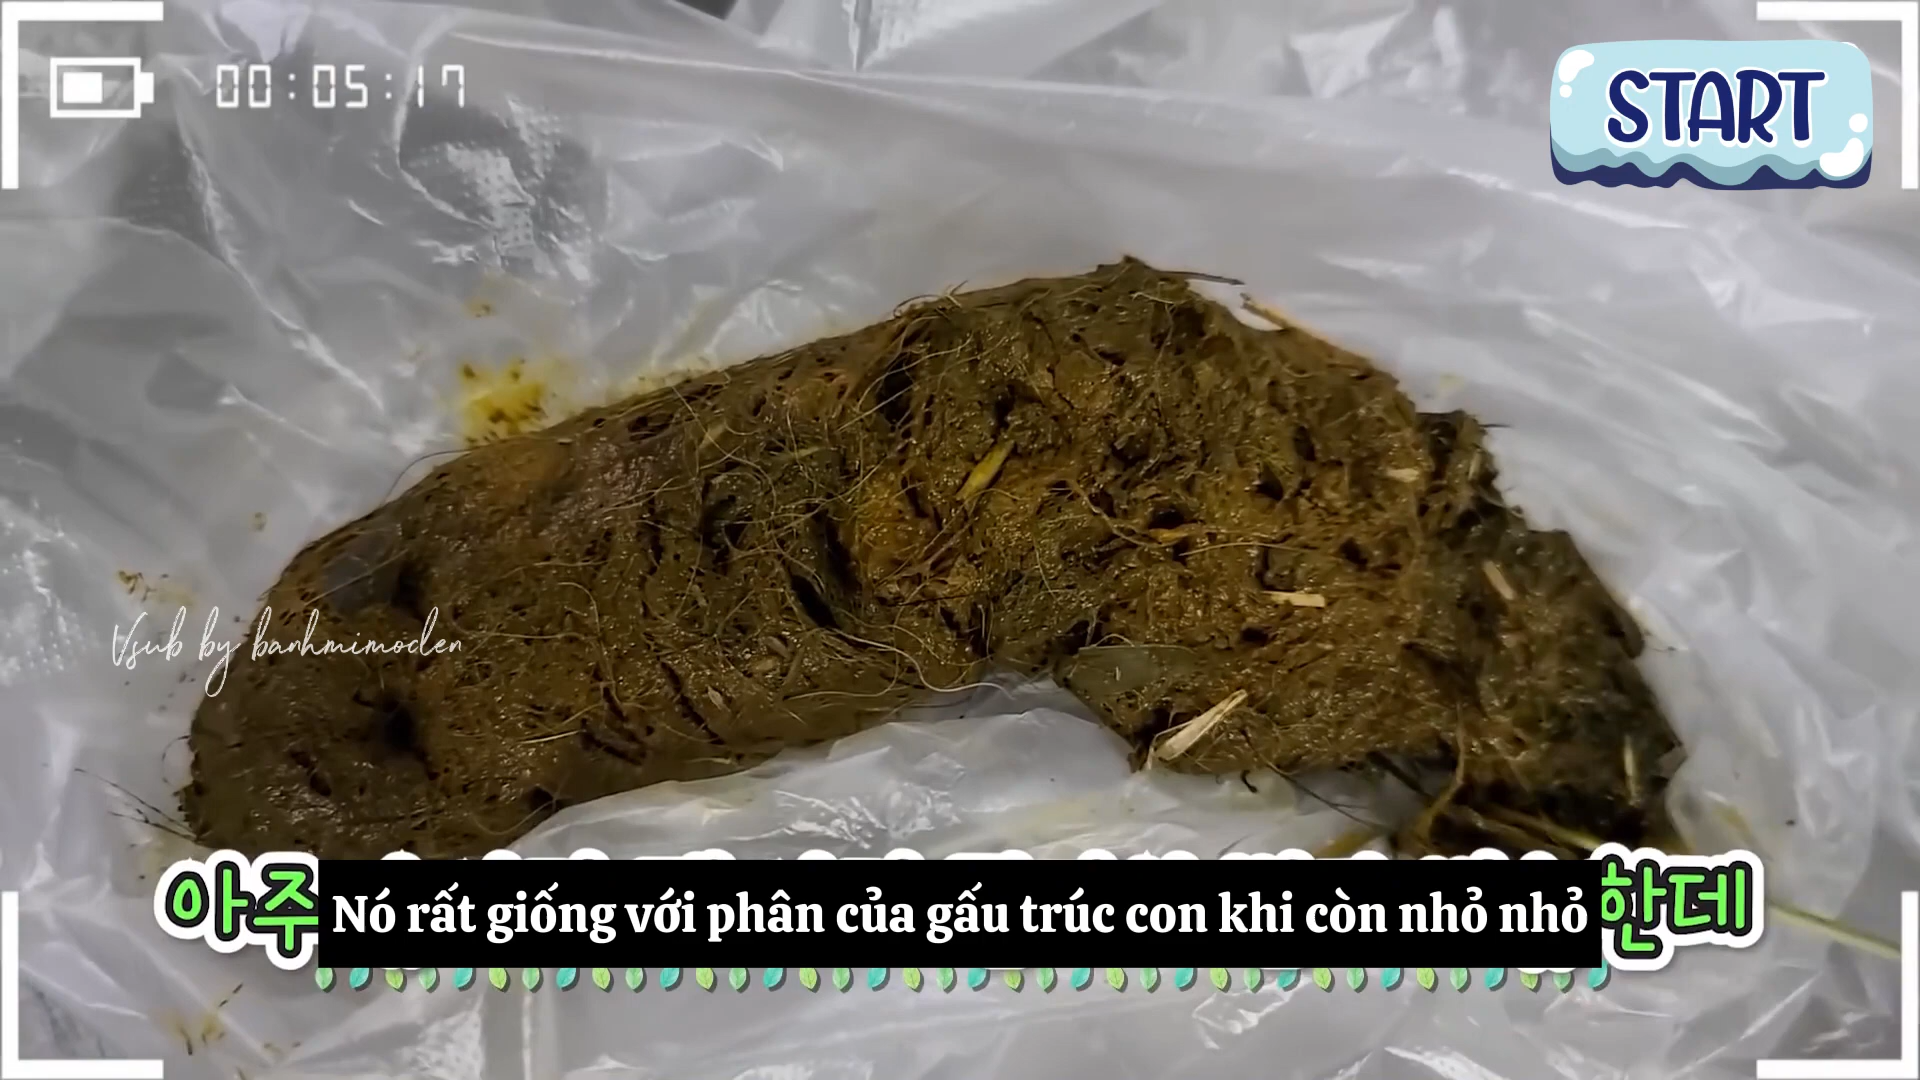 00:05:17
START
Vsub by banhmimoclen
아주
Nó rất giống với phân của gấu trúc con khi còn nhỏ nhỏ
한데